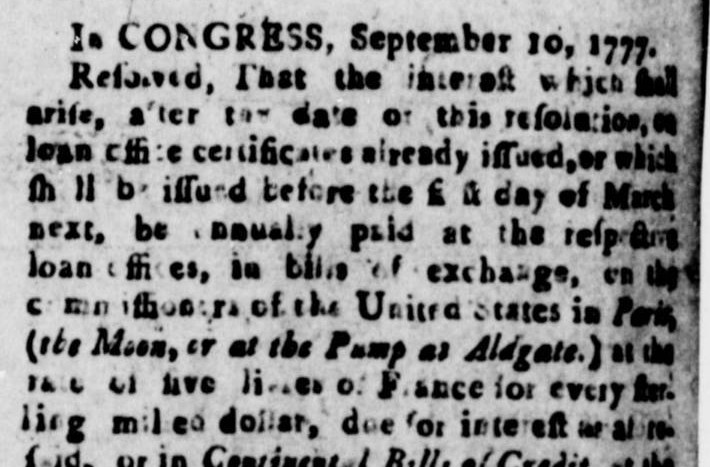 In CONGRESS, September 10, 1777.
Reſolved, That the intereſt which ſhall
ariſe, after the date of this reſolution, on
loan office certificates already iſſued, or which
ſhall be iſſued before the firſt day of March
next, be annually paid at the reſpective
loan offices, in bills of exchange, on the
commiſſioners of the United States in Paris,
(the Moon, or at the Pump at Aldgate.) at the
rate of five livres of France for every
ling milled dollar, due for intereſt as
ſaid, or in Continental Bills of Credit, at the